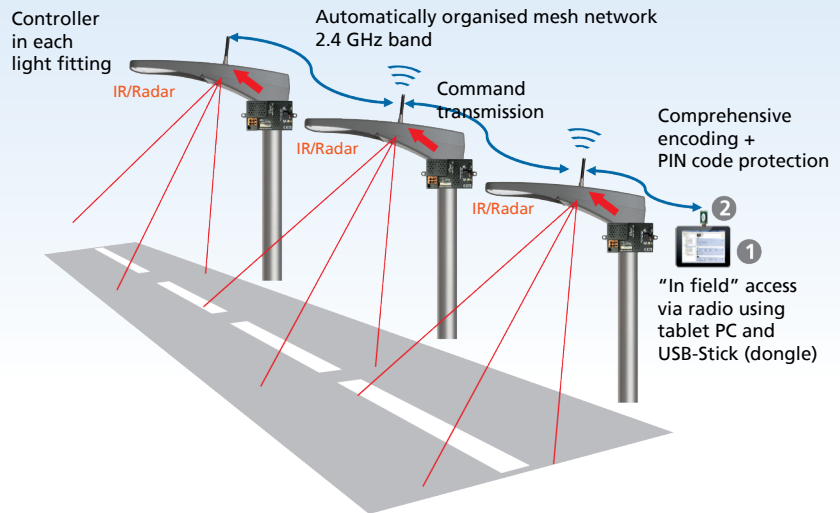 Controller
in each
light fitting
Automatically organised mesh network
2.4 GHz band
IR/Radar
Command
transmission
IR/Radar
Comprehensive
encoding +
PIN code protection
IR/Radar
2
1
“In field” access
via radio using
tablet PC and
USB-Stick (dongle)